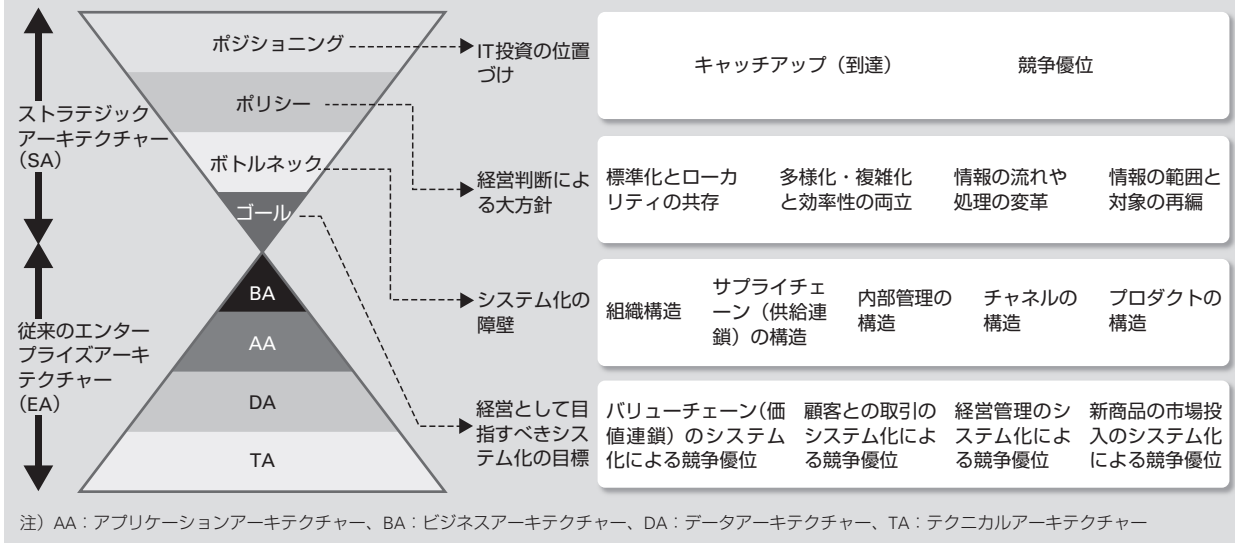 ポジショニング
ポリシー
ボトルネック
ゴール
BA
AA
DA
TA
ストラテジック
アーキテクチャー
(SA)
従来のエンター
プライズアーキ
テクチャー
(EA)
IT投資の位置
づけ
キャッチアップ（到達）
競争優位
経営判断によ
る大方針
標準化とローカ
リティの共存
多様化・複雑化
と効率性の両立
情報の流れや
処理の変革
情報の範囲と
対象の再編
システム化の
障壁
組織構造
サプライチェ
ーン（供給連
鎖）の構造
内部管理の
構造
チャネルの
構造
プロダクトの
構造
経営として目
指すべきシス
テム化の目標
バリューチェーン（価
値連鎖）のシステム
化による競争優位
顧客との取引の
システム化によ
る競争優位
経営管理のシ
ステム化によ
る競争優位
新商品の市場投
入のシステム化
による競争優位
注）AA：アプリケーションアーキテクチャー、BA：ビジネスアーキテクチャー、DA：データアーキテクチャー、TA：テクニカルアーキテクチャー